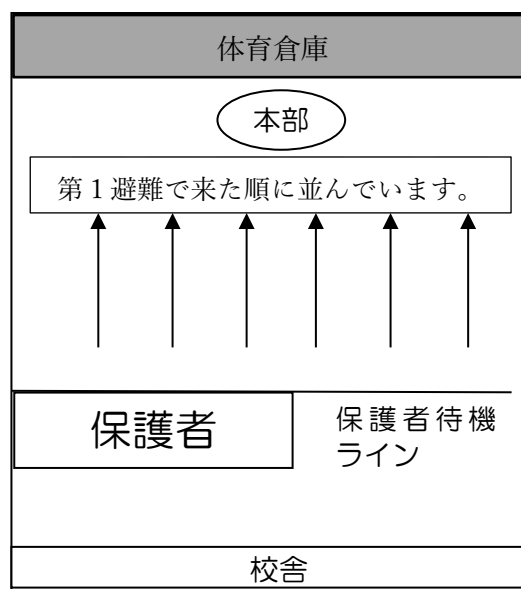 体育倉庫
本部
第１避難で来た順に並んでいます。
保護者
保護者待機
ライン
校舎